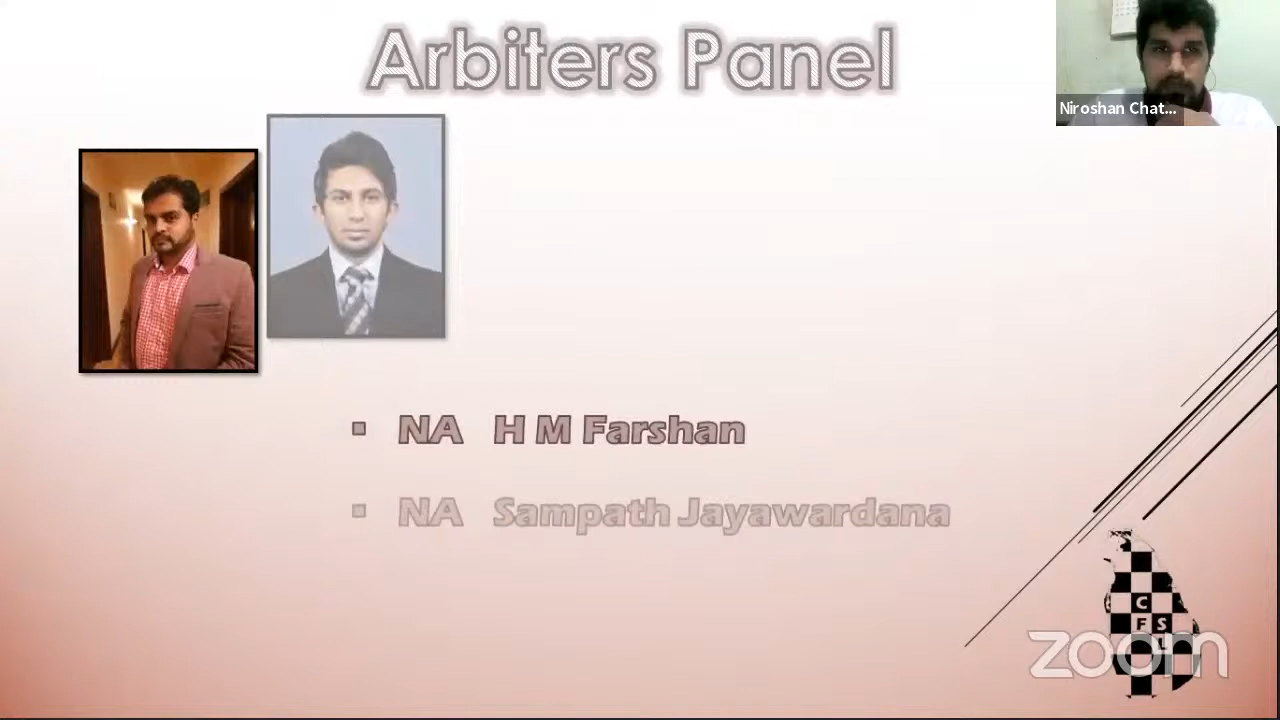 Arbiters Panel
Niroshan Chat...
NA H M Farshan
NA Sampath Jayawardana
C
F S
L
zoom